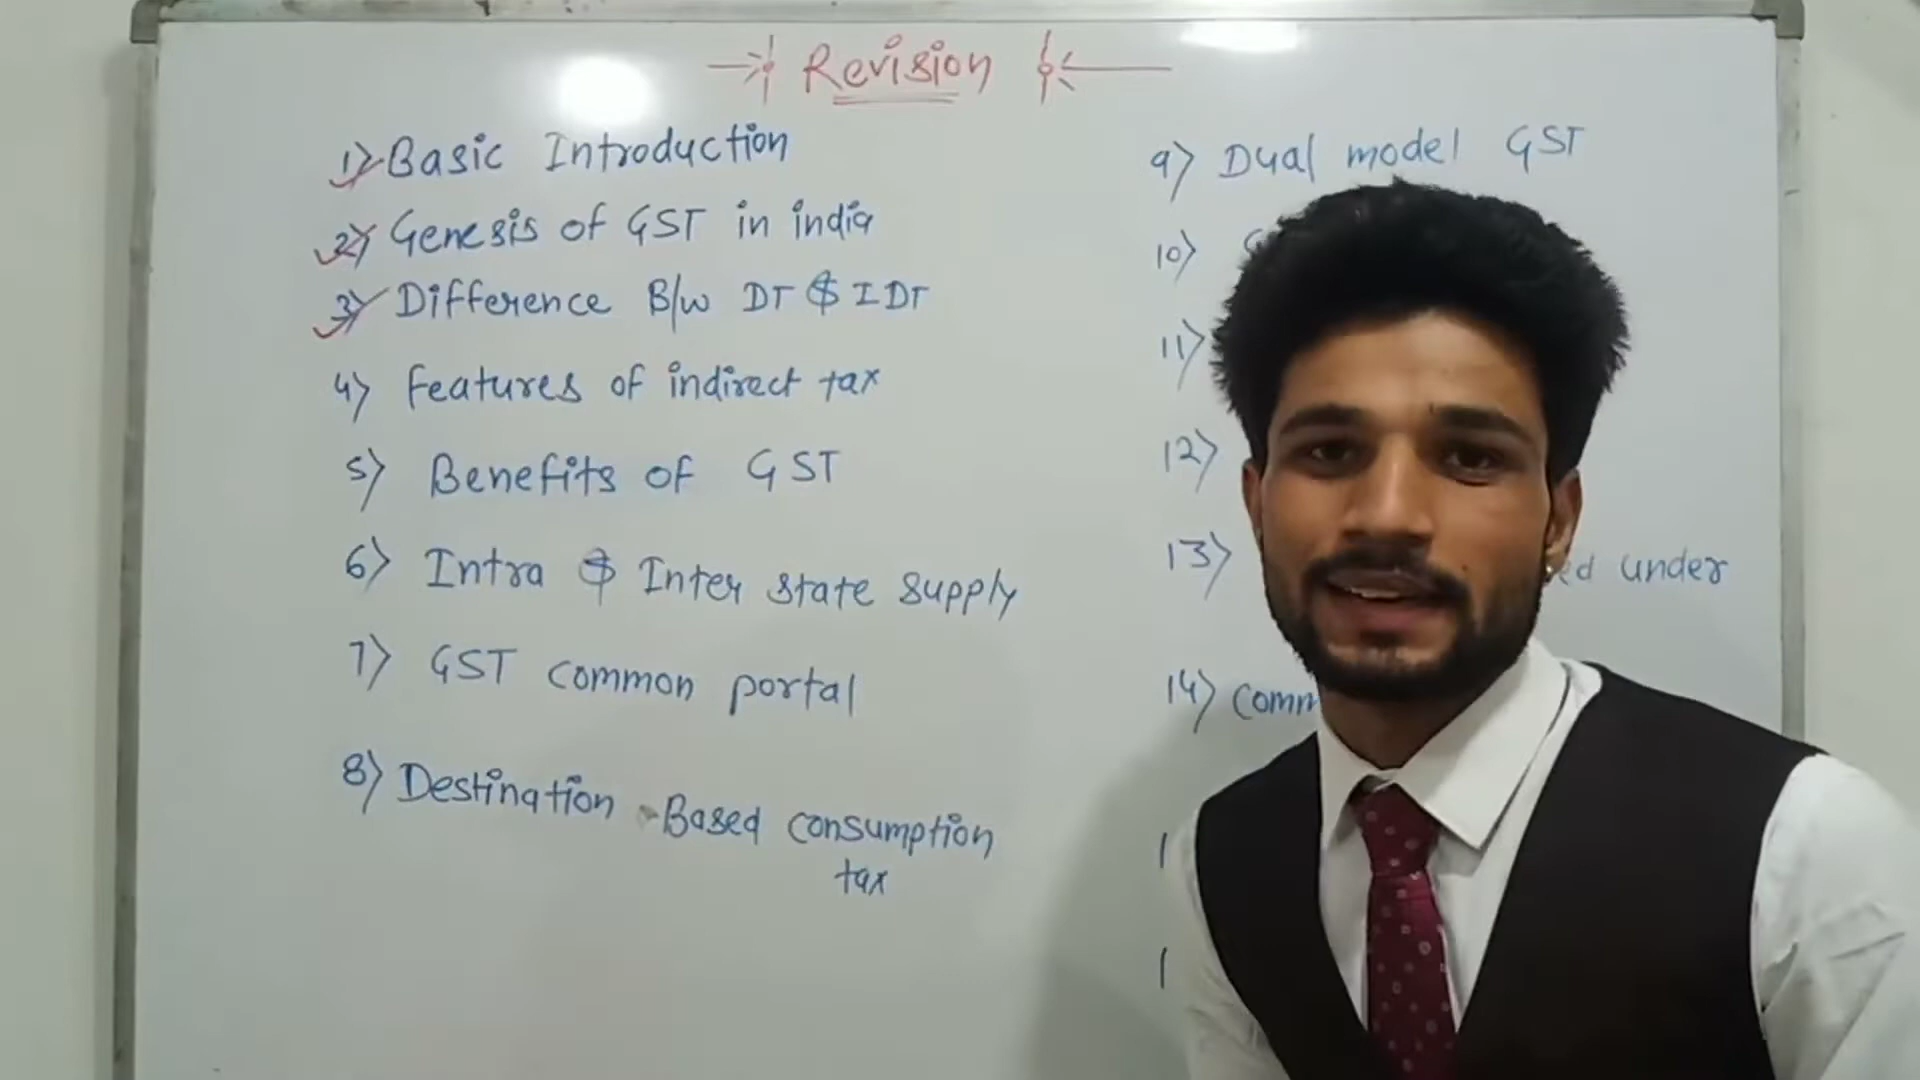 Revision
1) Basic Introduction
2) Genesis of GST in india
3) Difference B/w DT & IDT
4) Features of indirect tax
5) Benefits of GST
6) Intra & Inter state supply
7) GST common portal
8) Destination Based consumption
tax
9) Dual model GST
10)
11)
12)
13) under
14)